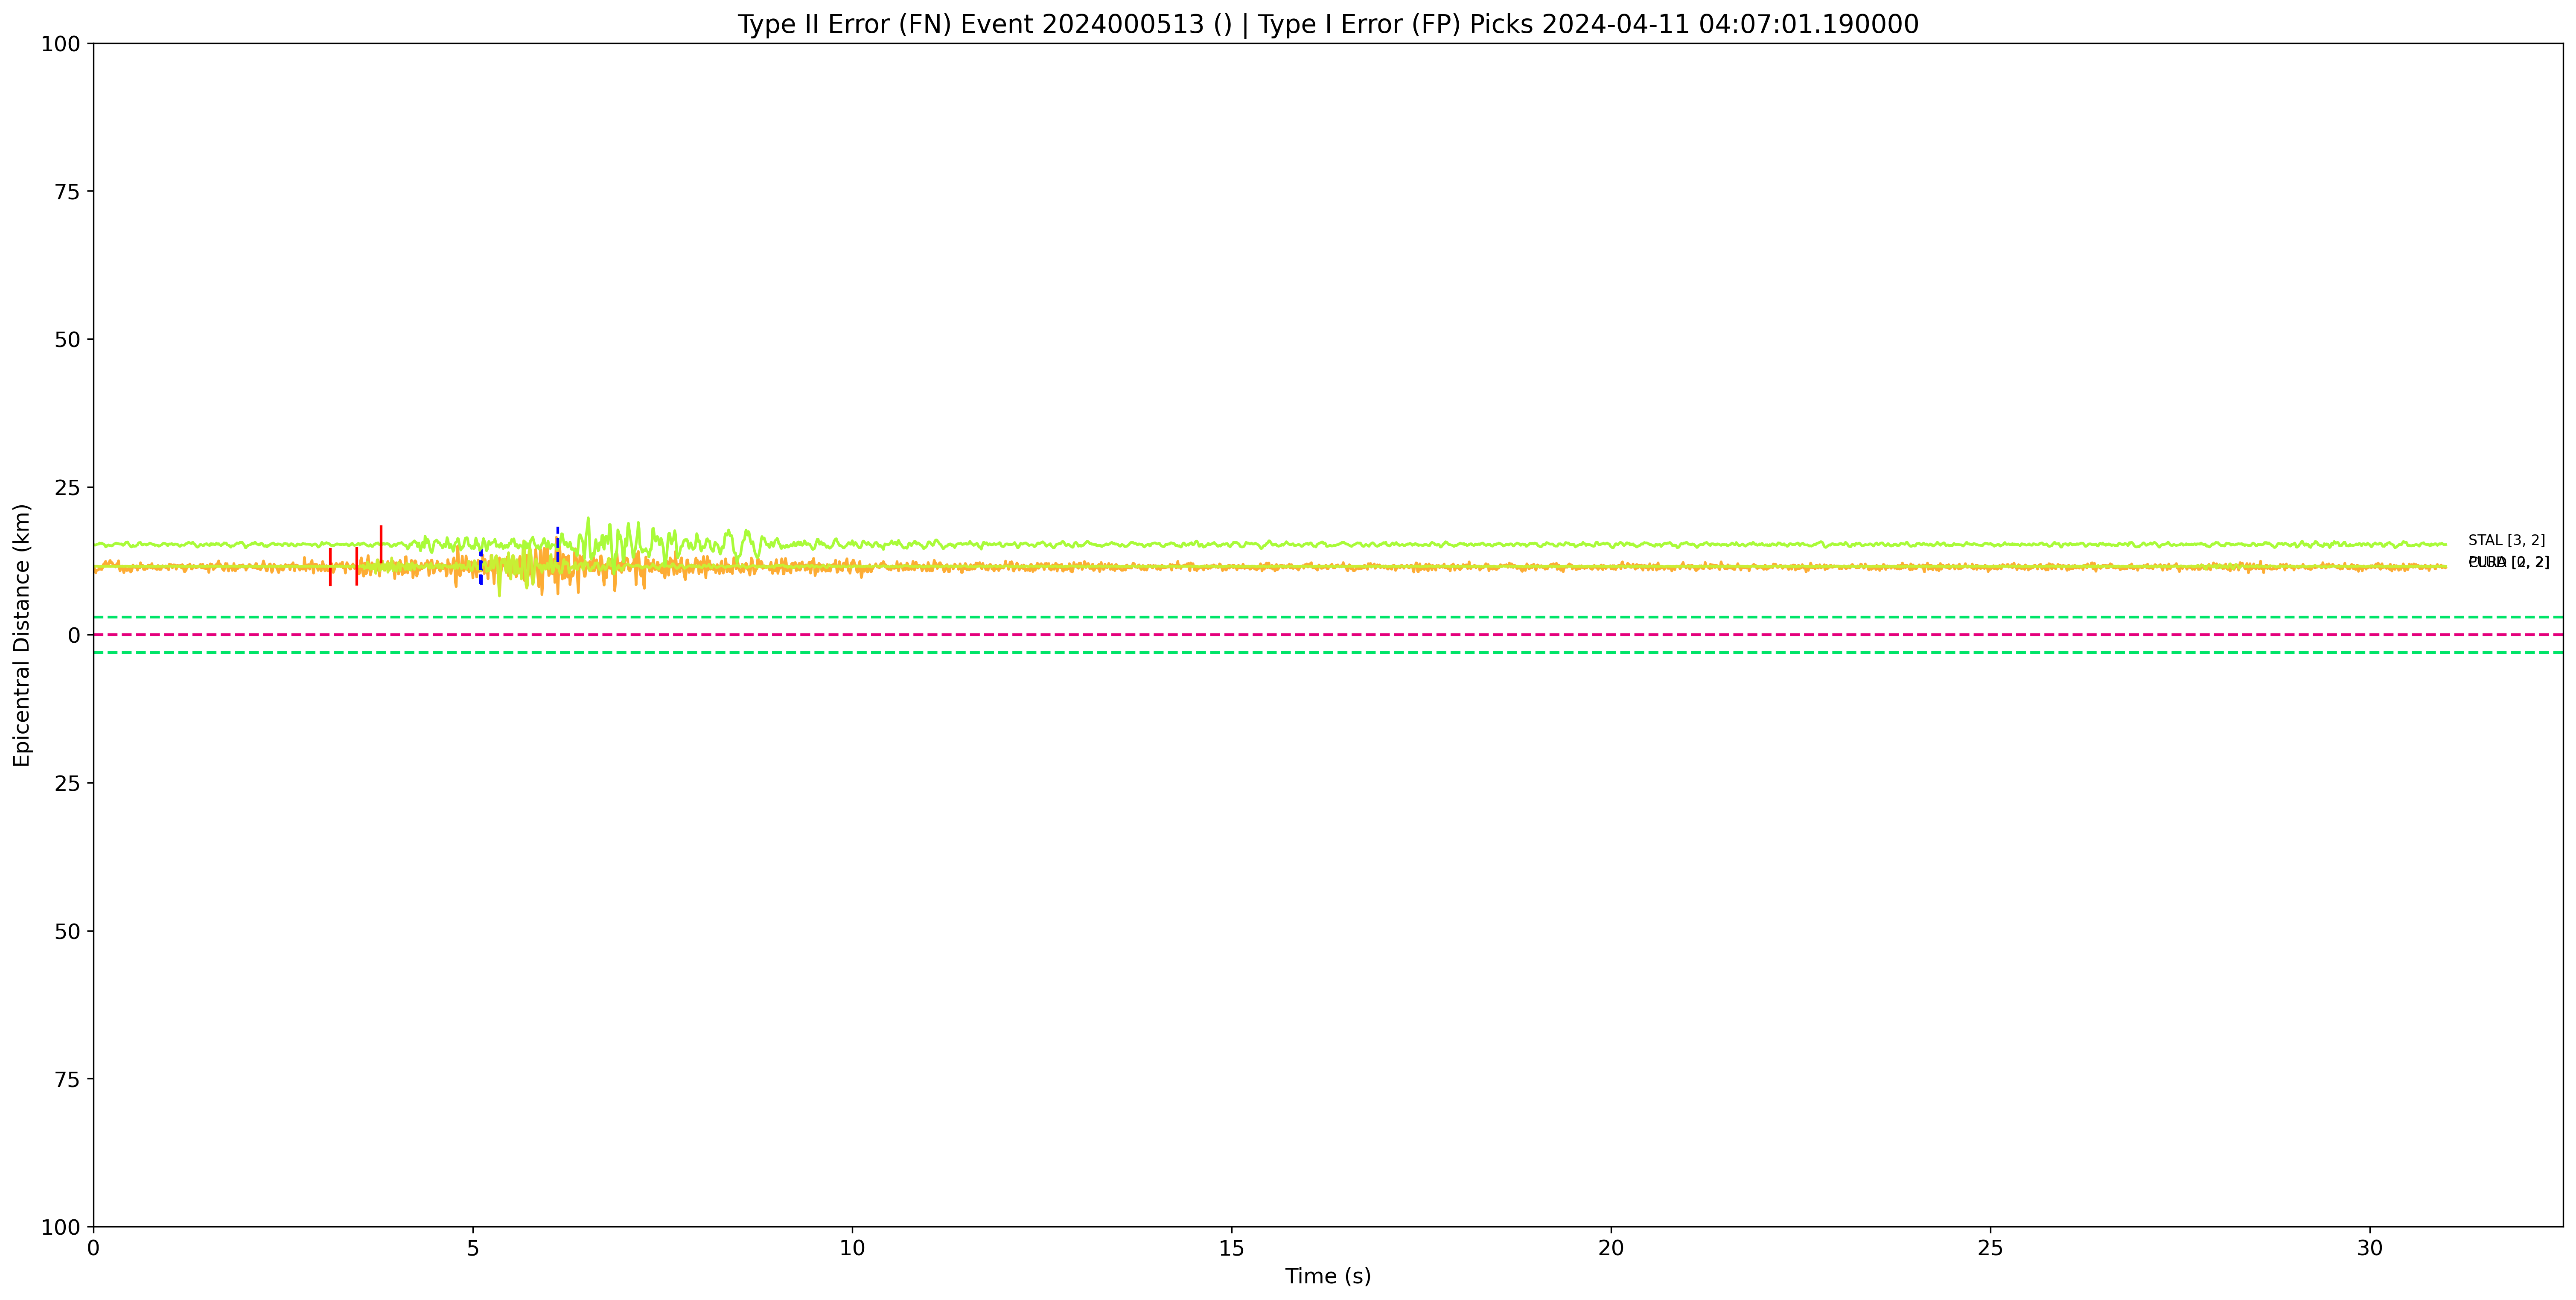 Type II Error (FN) Event 2024000513 () | Type I Error (FP) Picks 2024-04-11 04:07:01.190000
100
75
50
25
0
25
50
75
100
Epicentral Distance (km)
STAL [3, 2]
0 5 10 15 20 25 30
Time (s)